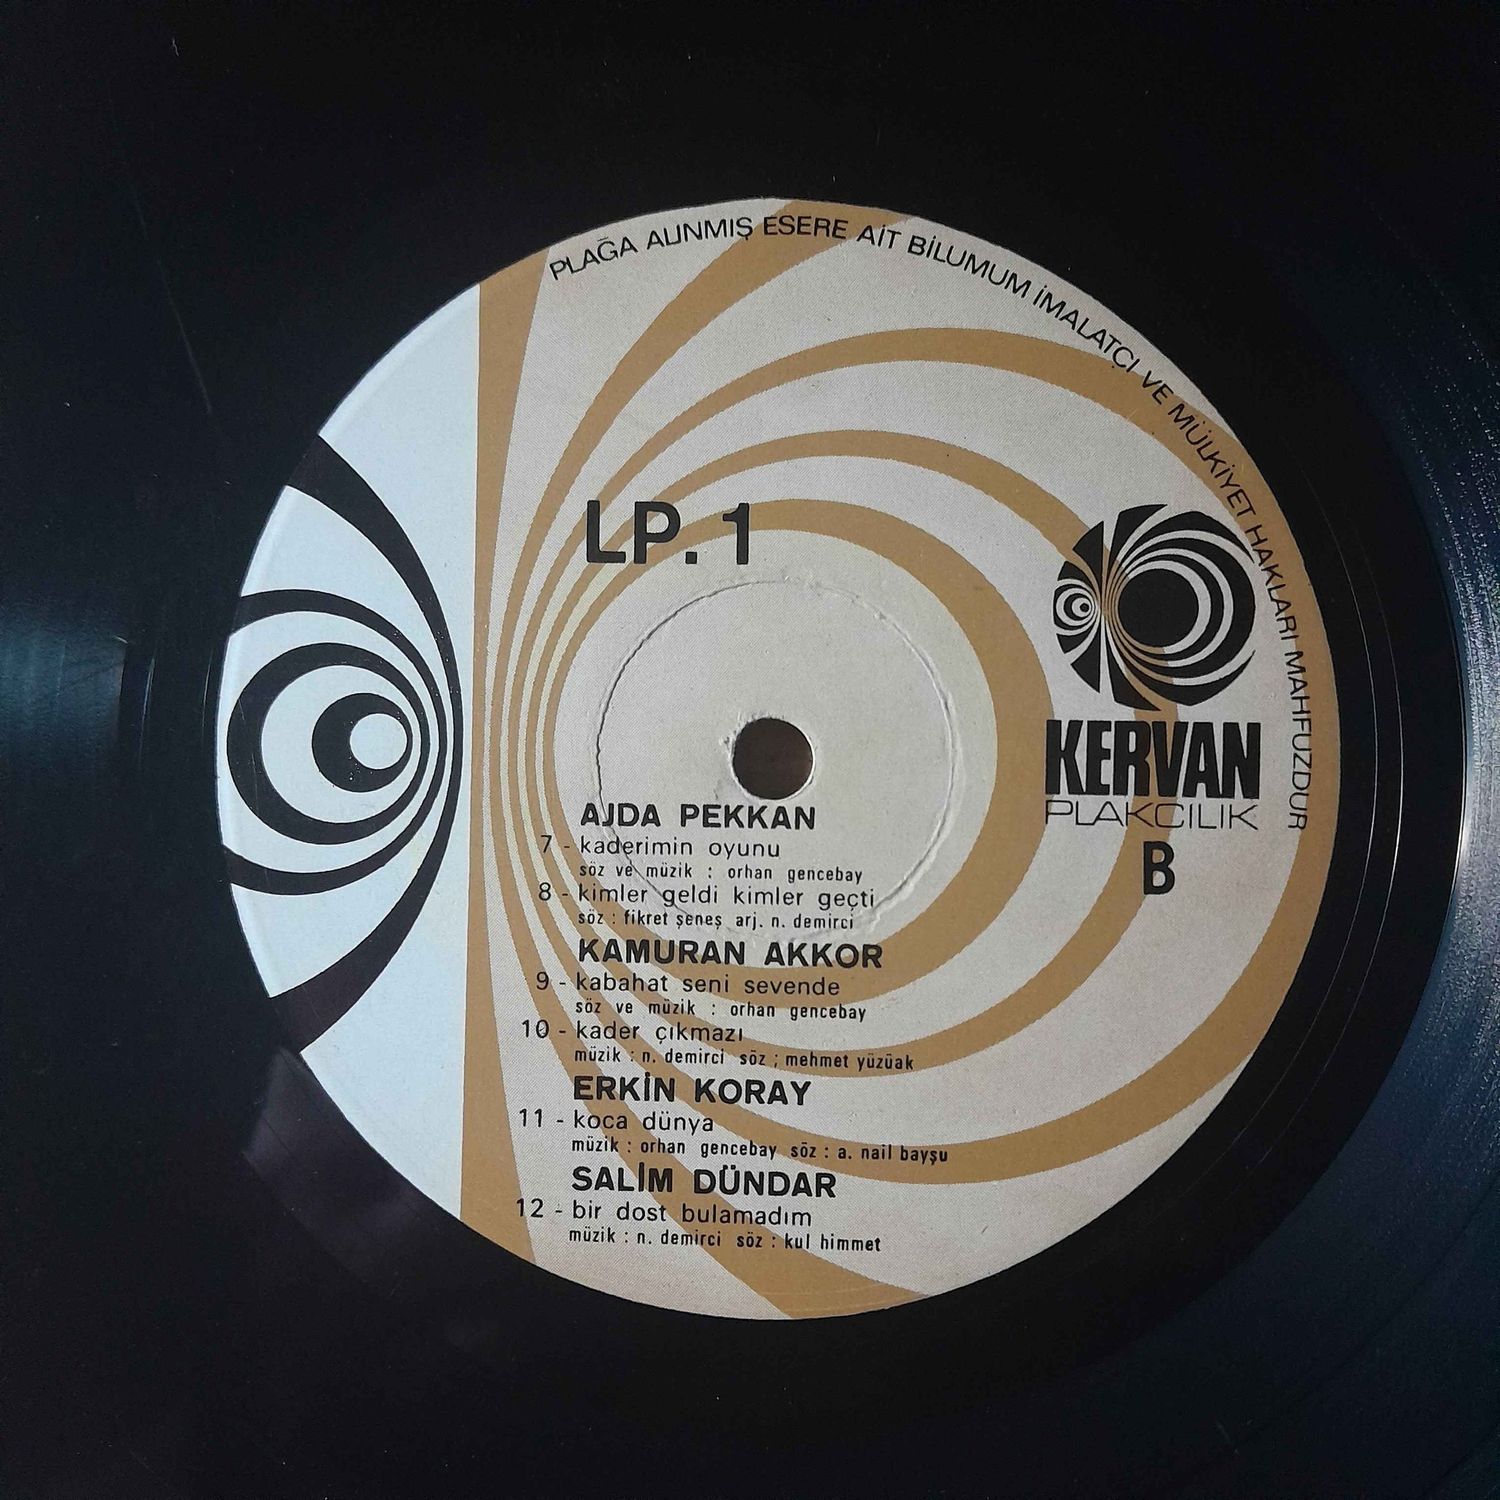 PLAĞA ALINMIŞ ESERE AİT BİLUMUM İMALATÇI VE MÜLKİYET HAKLARI MAHFUZDUR
LP. 1
KERVAN
PLAKCILIK
B
AJDA PEKKAN
7 - kaderimin oyunu
söz ve müzik : orhan gencebay
8 - kimler geldi kimler geçti
söz : fikret şeneş arj. n. demirci
KAMURAN AKKOR
9 - kabahat seni sevende
söz ve müzik : orhan gencebay
10 - kader çıkmazı
müzik : n. demirci söz ; mehmet yüzüak
ERKİN KORAY
11 - koca dünya
müzik : orhan gencebay söz : a. nail bayşu
SALİM DÜNDAR
12 - bir dost bulamadım
müzik : n. demirci söz : kul himmet